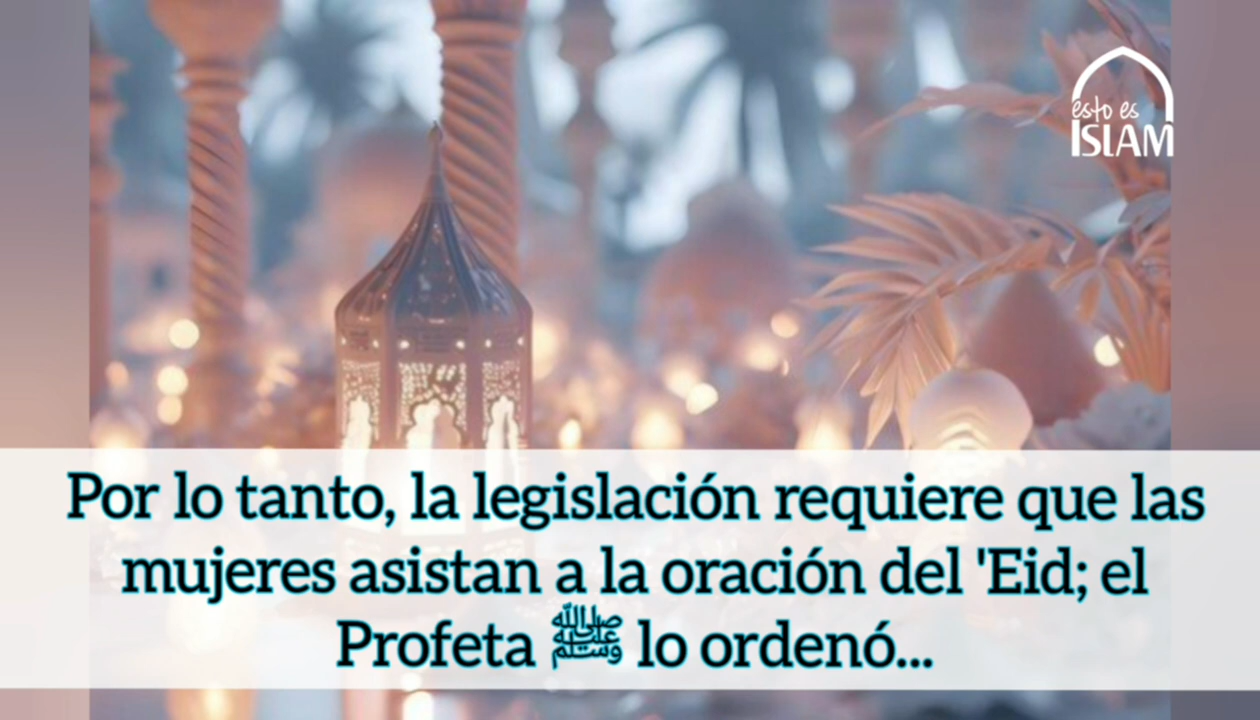 esto es
ISLAM
Por lo tanto, la legislación requiere que las
mujeres asistan a la oración del 'Eid; el
Profeta ﷺ lo ordenó...